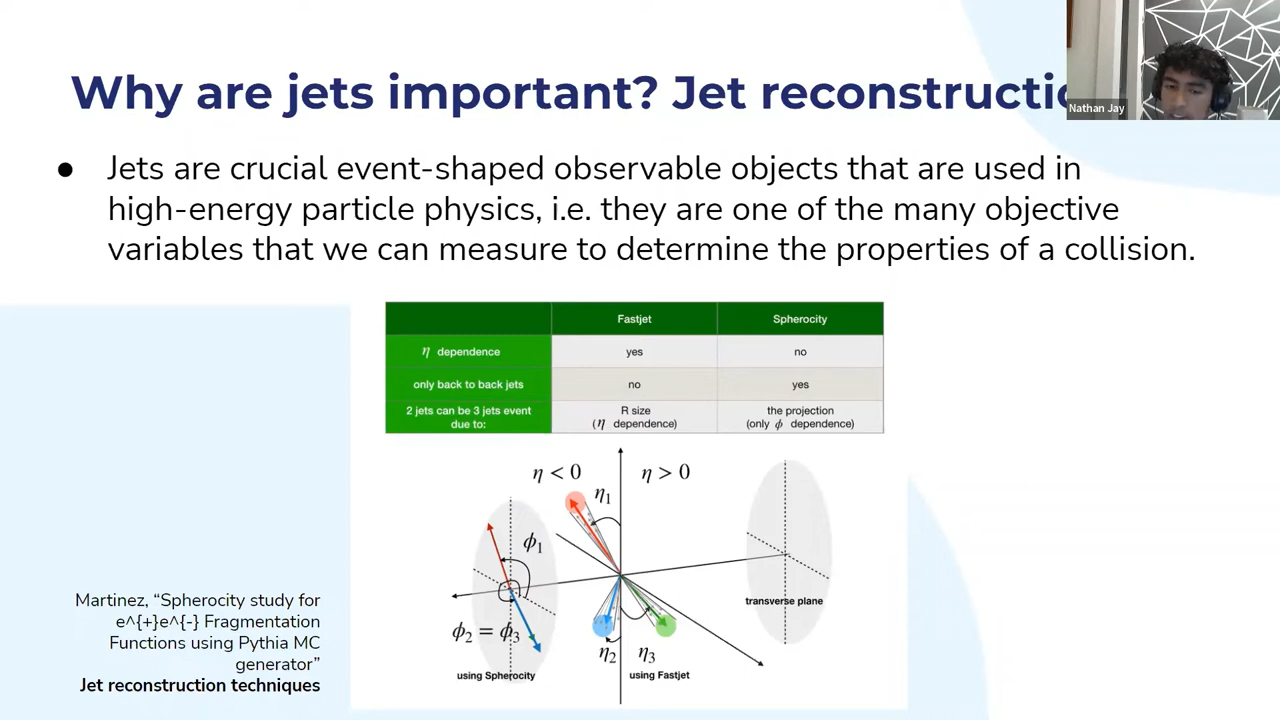 Why are jets important? Jet reconstructio
Nathan Jay
● Jets are crucial event-shaped observable objects that are used in
high-energy particle physics, i.e. they are one of the many objective
variables that we can measure to determine the properties of a collision.
Fastjet Spherocity
η dependence yes no
only back to back jets no yes
2 jets can be 3 jets event due to: R size (η dependence) the projection (only ϕ dependence)
η < 0 η > 0
η₁
ϕ₁
transverse plane
ϕ₂ = ϕ₃
η₂ η₃
using Spherocity using Fastjet
Martinez, “Spherocity study for
e^{+}e^{-} Fragmentation
Functions using Pythia MC
generator”
Jet reconstruction techniques